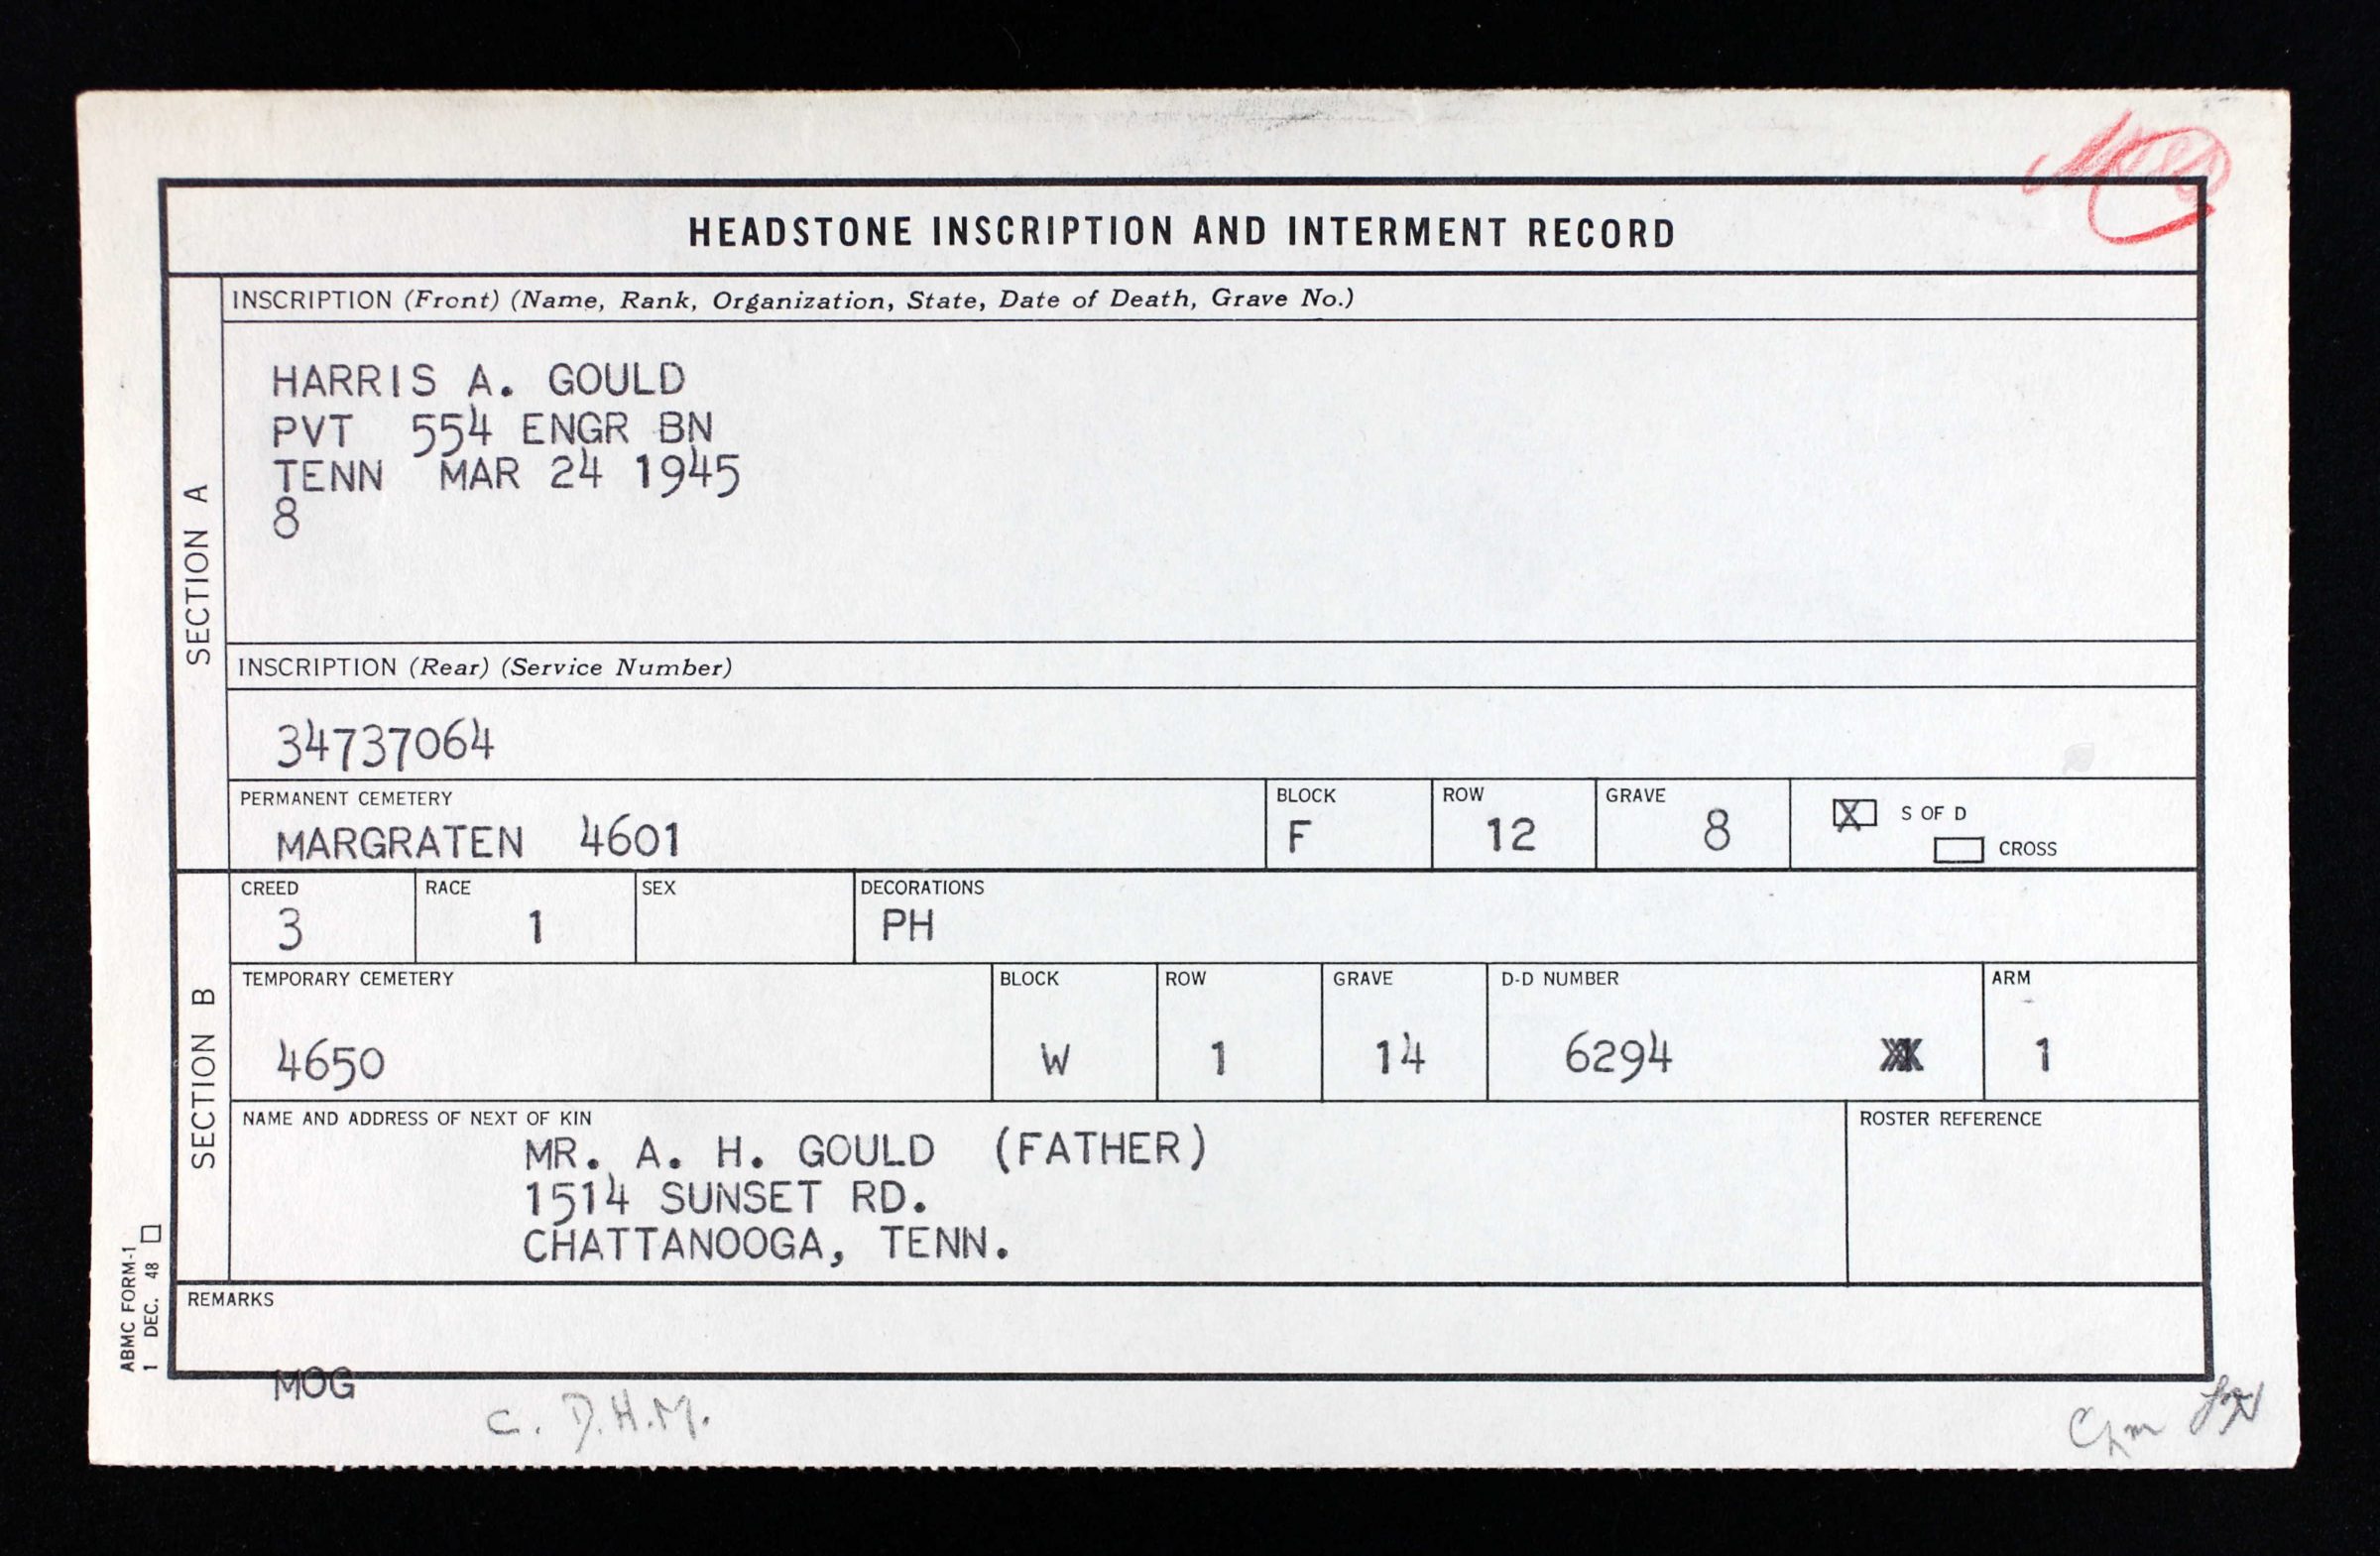 HEADSTONE INSCRIPTION AND INTERMENT RECORD
SECTION A
INSCRIPTION (Front) (Name, Rank, Organization, State, Date of Death, Grave No.)
HARRIS A. GOULD
PVT 554 ENGR BN
TENN MAR 24 1945
8
INSCRIPTION (Rear) (Service Number)
34737064
PERMANENT CEMETERY BLOCK ROW GRAVE
MARGRATEN 4601 F 12 8 X S OF D
CROSS
SECTION B
CREED RACE SEX DECORATIONS
3 1 PH
TEMPORARY CEMETERY BLOCK ROW GRAVE D-D NUMBER ARM
4650 W 1 14 6294 1
NAME AND ADDRESS OF NEXT OF KIN ROSTER REFERENCE
MR. A. H. GOULD (FATHER)
1514 SUNSET RD.
CHATTANOOGA, TENN.
REMARKS
ABMC FORM-1
1 DEC. 48
MOG
C. D.H.M.